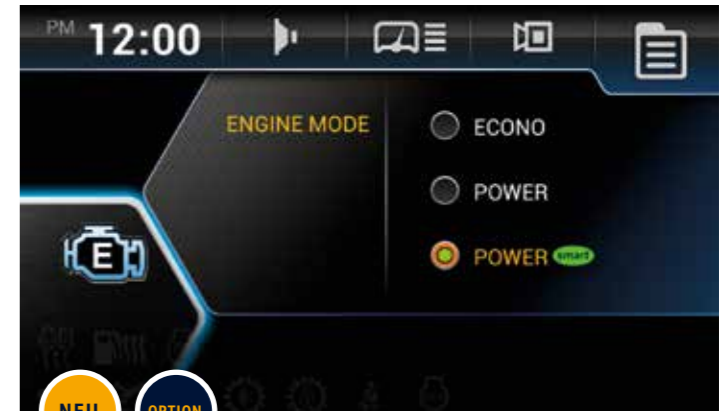 PM 12:00
ENGINE MODE
ECONO
POWER
POWER smart
E
NEU
OPTION